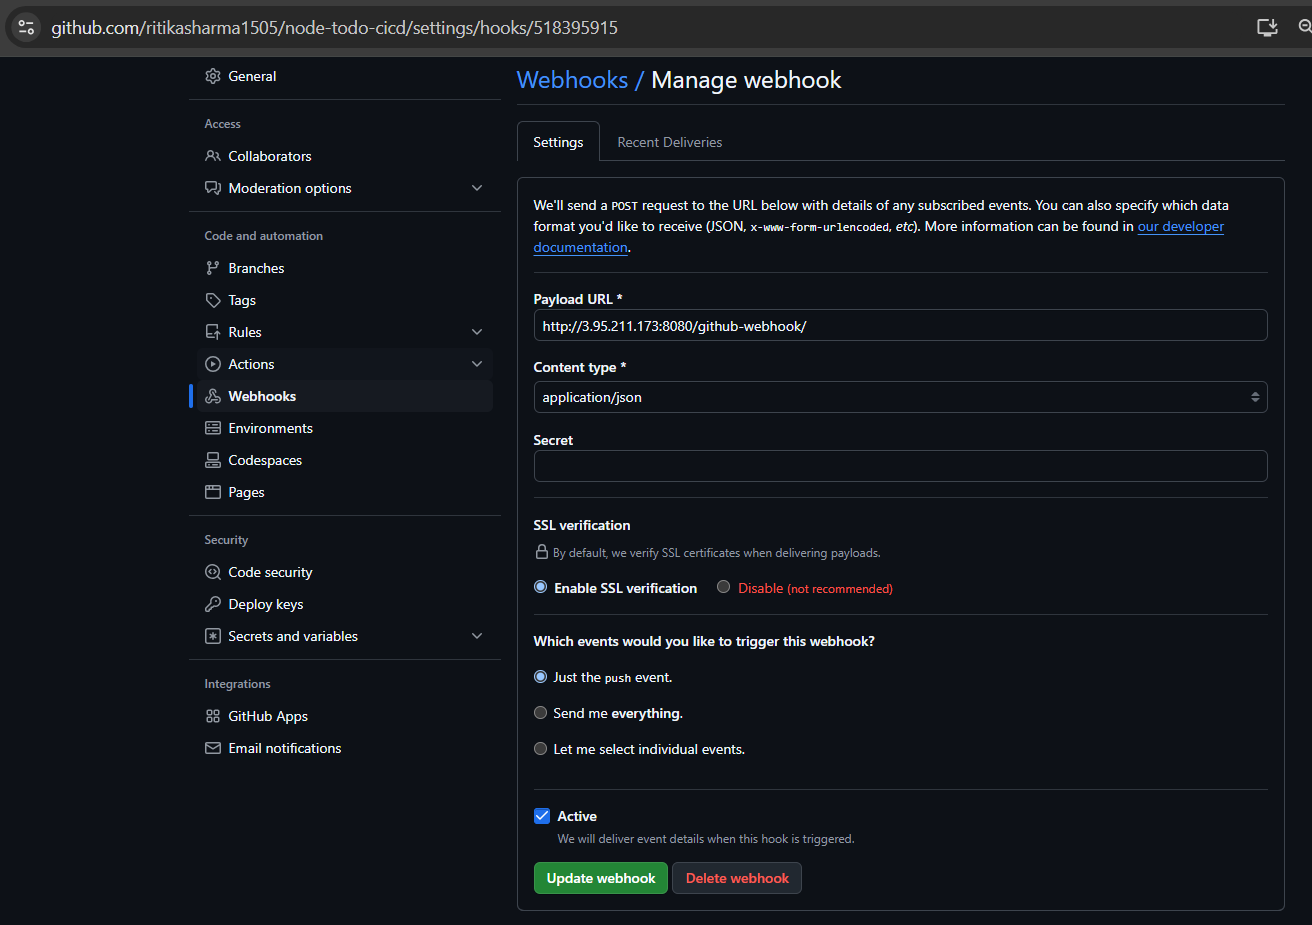 github.com/ritikasharma1505/node-todo-cicd/settings/hooks/518395915
General
Access
Collaborators
Moderation options
Code and automation
Branches
Tags
Rules
Actions
Webhooks
Environments
Codespaces
Pages
Security
Code security
Deploy keys
Secrets and variables
Integrations
GitHub Apps
Email notifications
Webhooks / Manage webhook
Settings
Recent Deliveries
We'll send a POST request to the URL below with details of any subscribed events. You can also specify which data
format you'd like to receive (JSON, x-www-form-urlencoded, etc). More information can be found in our developer
documentation.
Payload URL *
http://3.95.211.173:8080/github-webhook/
Content type *
application/json
Secret
SSL verification
By default, we verify SSL certificates when delivering payloads.
Enable SSL verification
Disable (not recommended)
Which events would you like to trigger this webhook?
Just the push event.
Send me everything.
Let me select individual events.
Active
We will deliver event details when this hook is triggered.
Update webhook
Delete webhook